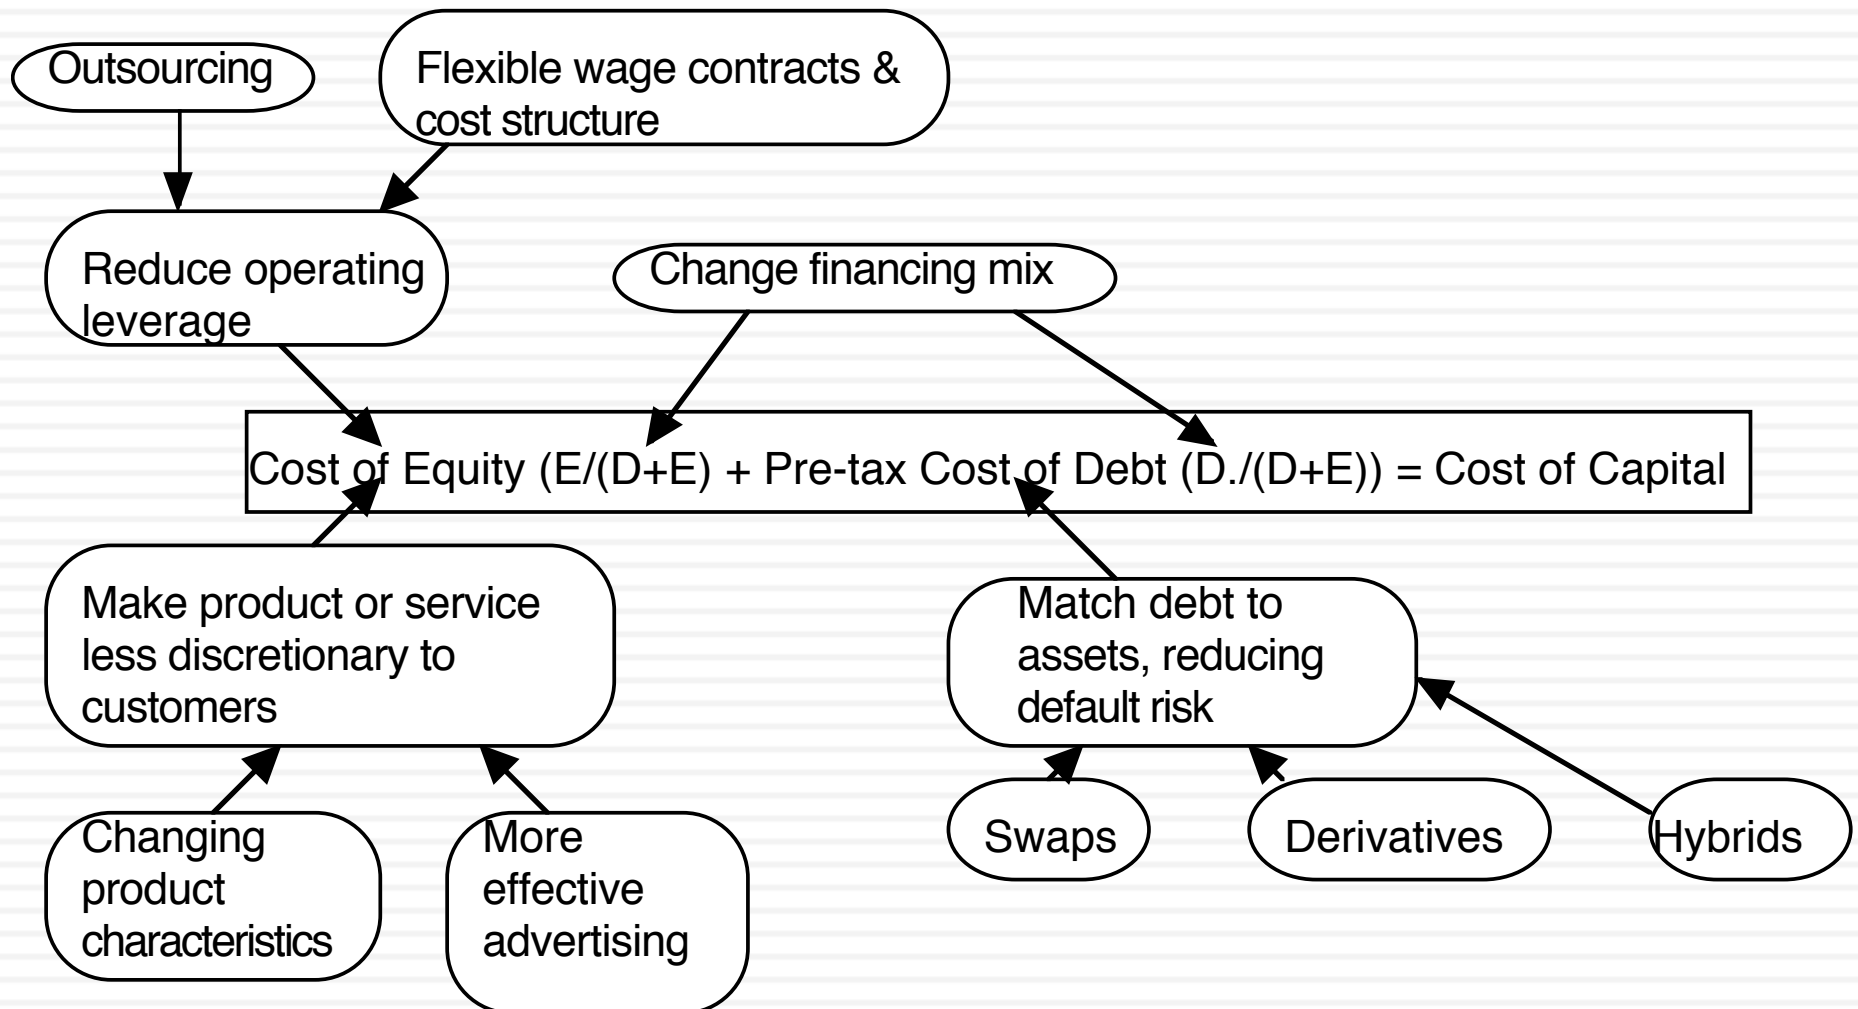 Outsourcing
Flexible wage contracts &
cost structure
Reduce operating
leverage
Change financing mix
Cost of Equity (E/(D+E) + Pre-tax Cost of Debt (D./(D+E)) = Cost of Capital
Make product or service
less discretionary to
customers
Match debt to
assets, reducing
default risk
Changing
product
characteristics
More
effective
advertising
Swaps
Derivatives
Hybrids